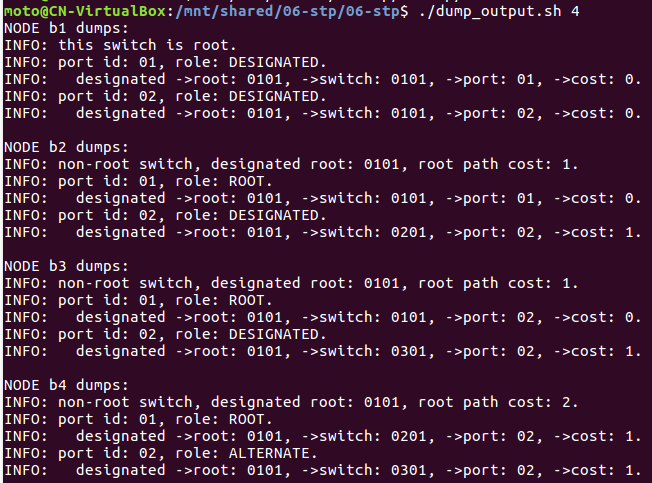 moto@CN-VirtualBox:/mnt/shared/06-stp/06-stp$ ./dump_output.sh 4
NODE b1 dumps:
INFO: this switch is root.
INFO: port id: 01, role: DESIGNATED.
INFO:   designated ->root: 0101, ->switch: 0101, ->port: 01, ->cost: 0.
INFO: port id: 02, role: DESIGNATED.
INFO:   designated ->root: 0101, ->switch: 0101, ->port: 02, ->cost: 0.

NODE b2 dumps:
INFO: non-root switch, designated root: 0101, root path cost: 1.
INFO: port id: 01, role: ROOT.
INFO:   designated ->root: 0101, ->switch: 0101, ->port: 01, ->cost: 0.
INFO: port id: 02, role: DESIGNATED.
INFO:   designated ->root: 0101, ->switch: 0201, ->port: 02, ->cost: 1.

NODE b3 dumps:
INFO: non-root switch, designated root: 0101, root path cost: 1.
INFO: port id: 01, role: ROOT.
INFO:   designated ->root: 0101, ->switch: 0101, ->port: 02, ->cost: 0.
INFO: port id: 02, role: DESIGNATED.
INFO:   designated ->root: 0101, ->switch: 0301, ->port: 02, ->cost: 1.

NODE b4 dumps:
INFO: non-root switch, designated root: 0101, root path cost: 2.
INFO: port id: 01, role: ROOT.
INFO:   designated ->root: 0101, ->switch: 0201, ->port: 02, ->cost: 1.
INFO: port id: 02, role: ALTERNATE.
INFO:   designated ->root: 0101, ->switch: 0301, ->port: 02, ->cost: 1.